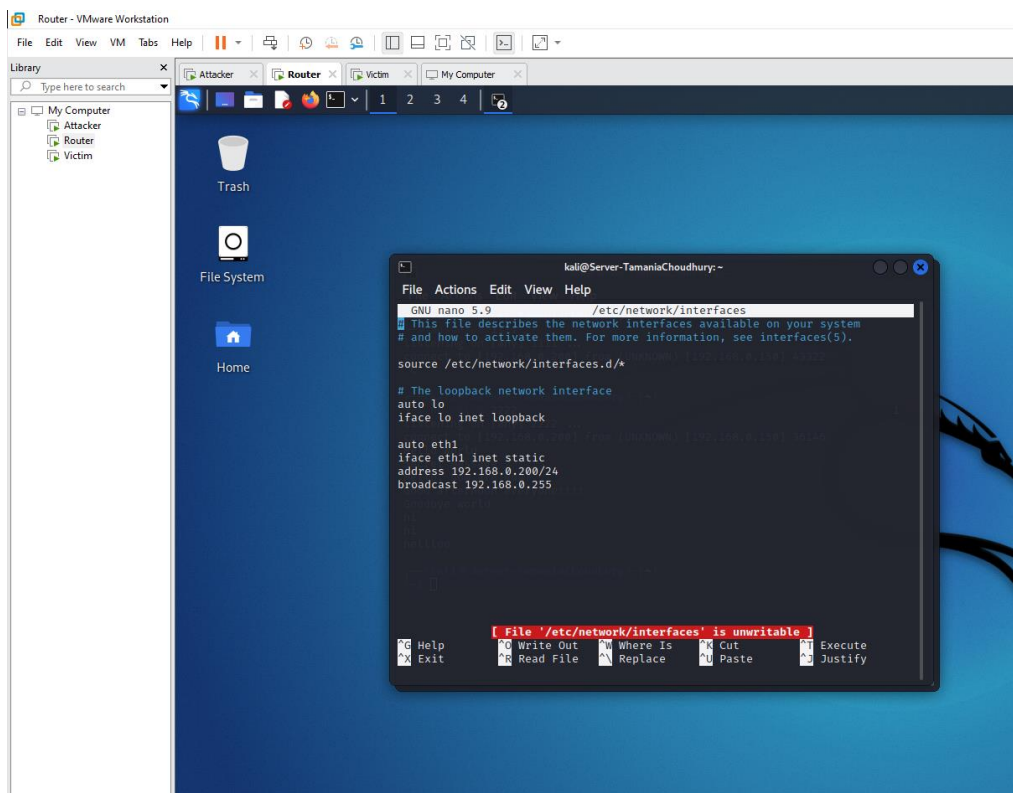 Router - VMware Workstation
File Edit View VM Tabs Help
Library
Type here to search
My Computer
Attacker
Router
Victim
Attacker Router Victim My Computer
1 2 3 4
Trash
File System
Home
kali@Server-TamaniaChoudhury: ~
File Actions Edit View Help
GNU nano 5.9 /etc/network/interfaces
# This file describes the network interfaces available on your system
# and how to activate them. For more information, see interfaces(5).
source /etc/network/interfaces.d/*
# The loopback network interface
auto lo
iface lo inet loopback
auto eth1
iface eth1 inet static
address 192.168.0.200/24
broadcast 192.168.0.255
[ File '/etc/network/interfaces' is unwritable ]
^G Help ^O Write Out ^W Where Is ^K Cut ^T Execute
^X Exit ^R Read File ^\ Replace ^U Paste ^J Justify